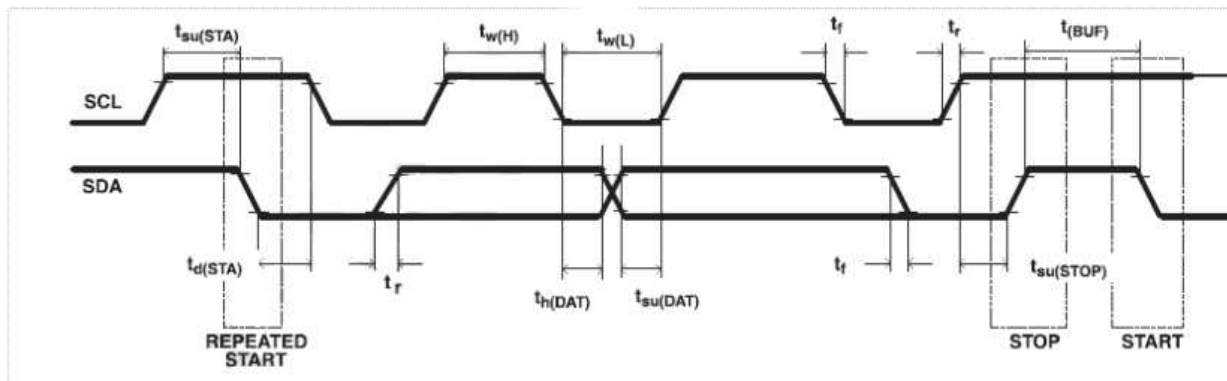 tsu(STA)
tw(H)
tw(L)
tf
tr
t(BUF)
SCL
SDA
td(STA)
tr
th(DAT)
tsu(DAT)
tf
tsu(STOP)
REPEATED
START
STOP
START